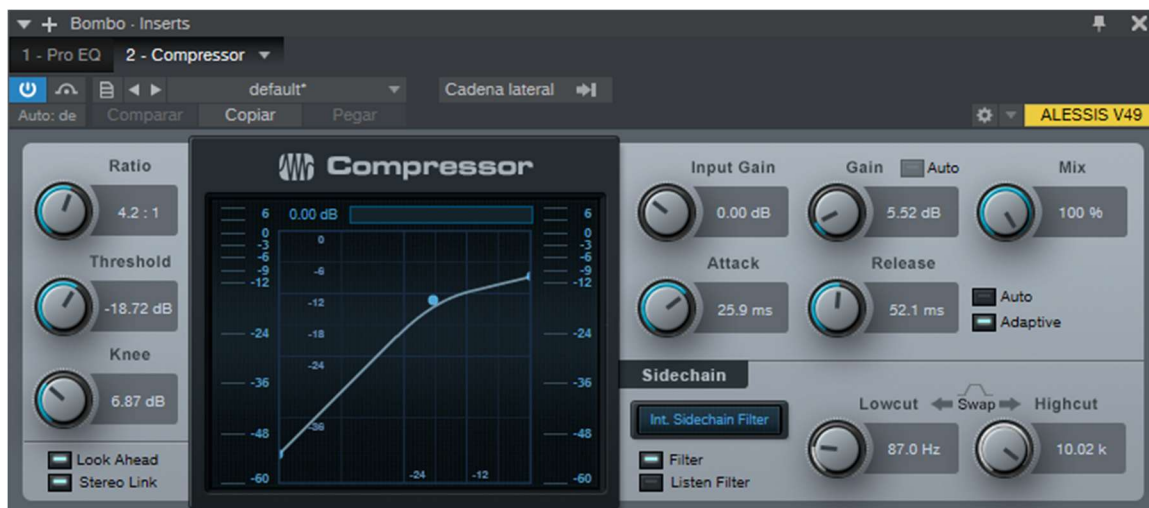 Bombo - Inserts
1 - Pro EQ 2 - Compressor
default* Cadena lateral
Auto: de Comparar Copiar Pegar ALESSIS V49
Ratio
4.2 : 1
Threshold
-18.72 dB
Knee
6.87 dB
Look Ahead
Stereo Link
Compressor
6 0.00 dB 6
0 0 0
-3 -3
-6 -6 -6
-9 -9
-12 -12
-12
-24 -18 -24
-24
-36 -36
-36
-48 -48
-60 -24 -12 -60
Input Gain Gain Auto Mix
0.00 dB 5.52 dB 100 %
Attack Release
25.9 ms 52.1 ms Auto
Adaptive
Sidechain
Int. Sidechain Filter
Filter
Listen Filter
Lowcut Swap Highcut
87.0 Hz 10.02 k